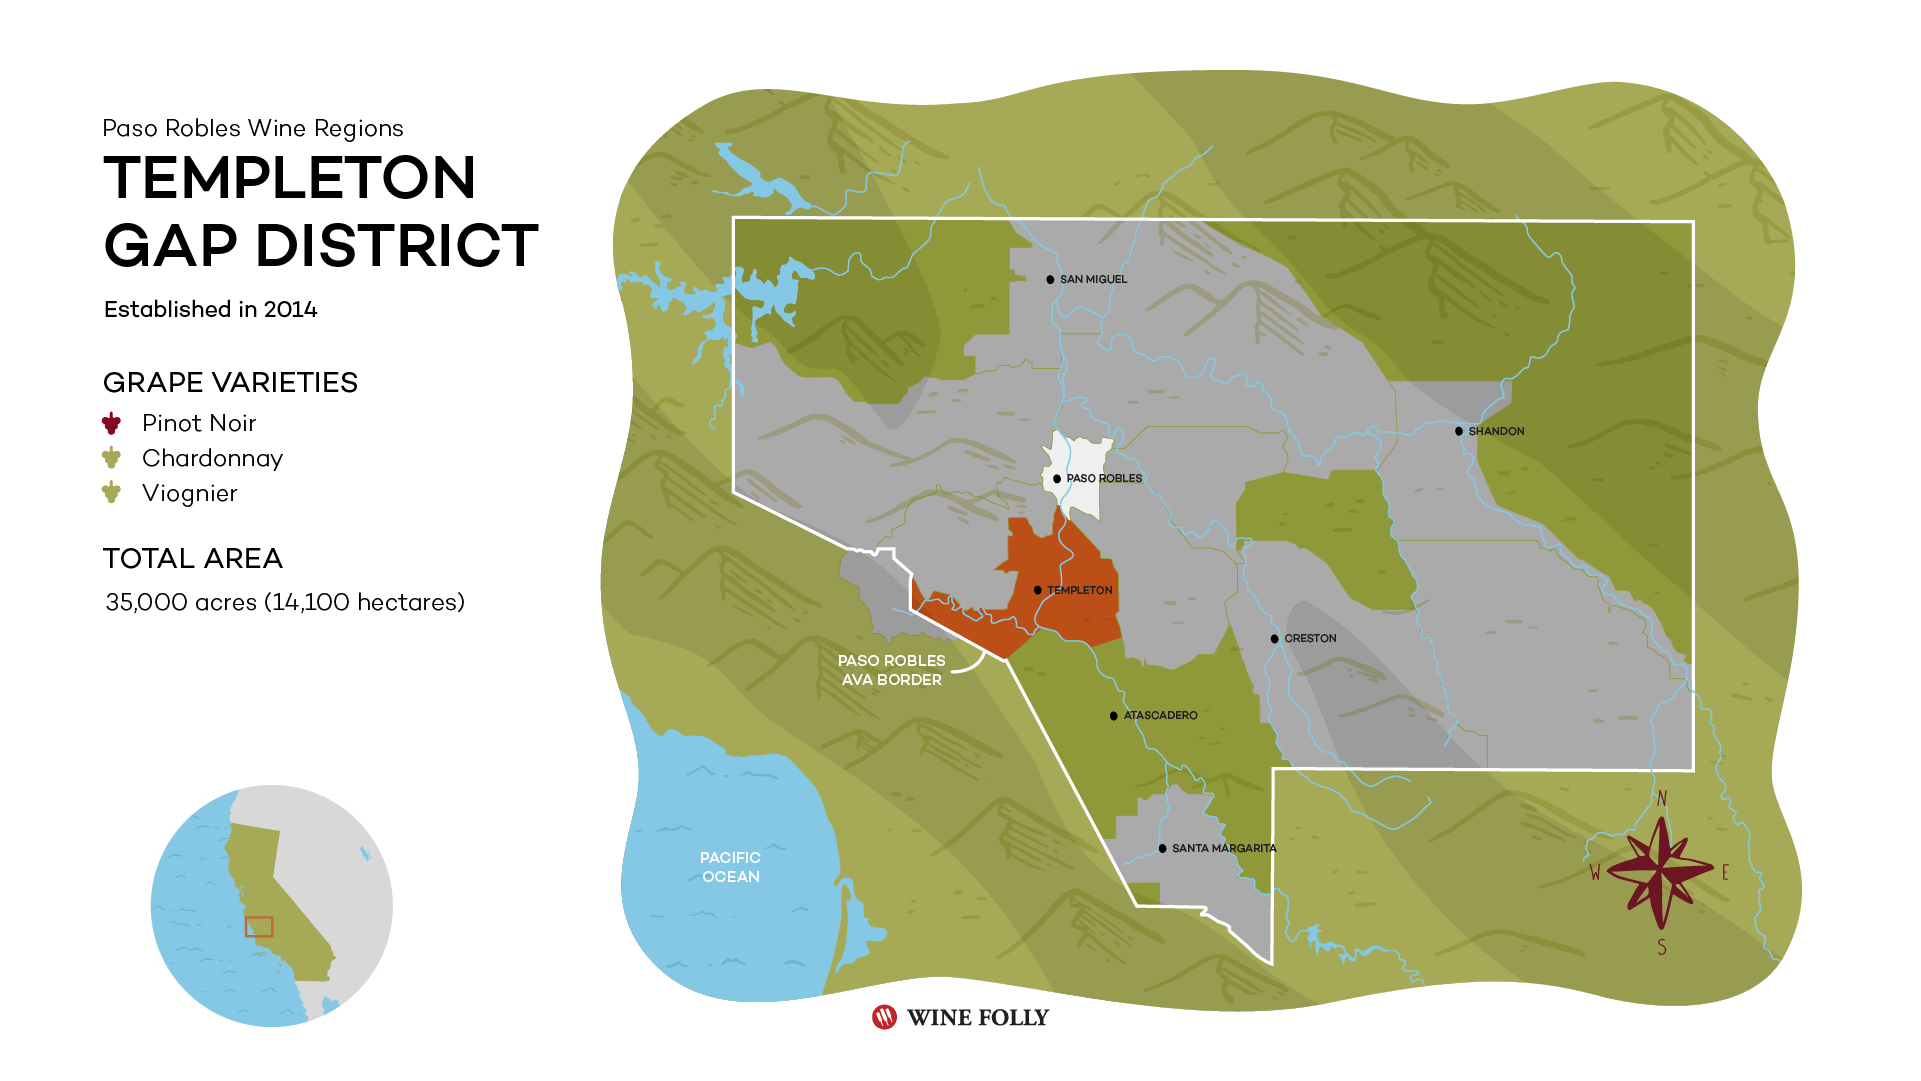 Paso Robles Wine Regions
TEMPLETON
GAP DISTRICT
Established in 2014
GRAPE VARIETIES
Pinot Noir
Chardonnay
Viognier
TOTAL AREA
35,000 acres (14,100 hectares)
SAN MIGUEL
SHANDON
PASO ROBLES
TEMPLETON
CRESTON
PASO ROBLES
AVA BORDER
ATASCADERO
SANTA MARGARITA
PACIFIC
OCEAN
N
W
E
S
WINE FOLLY